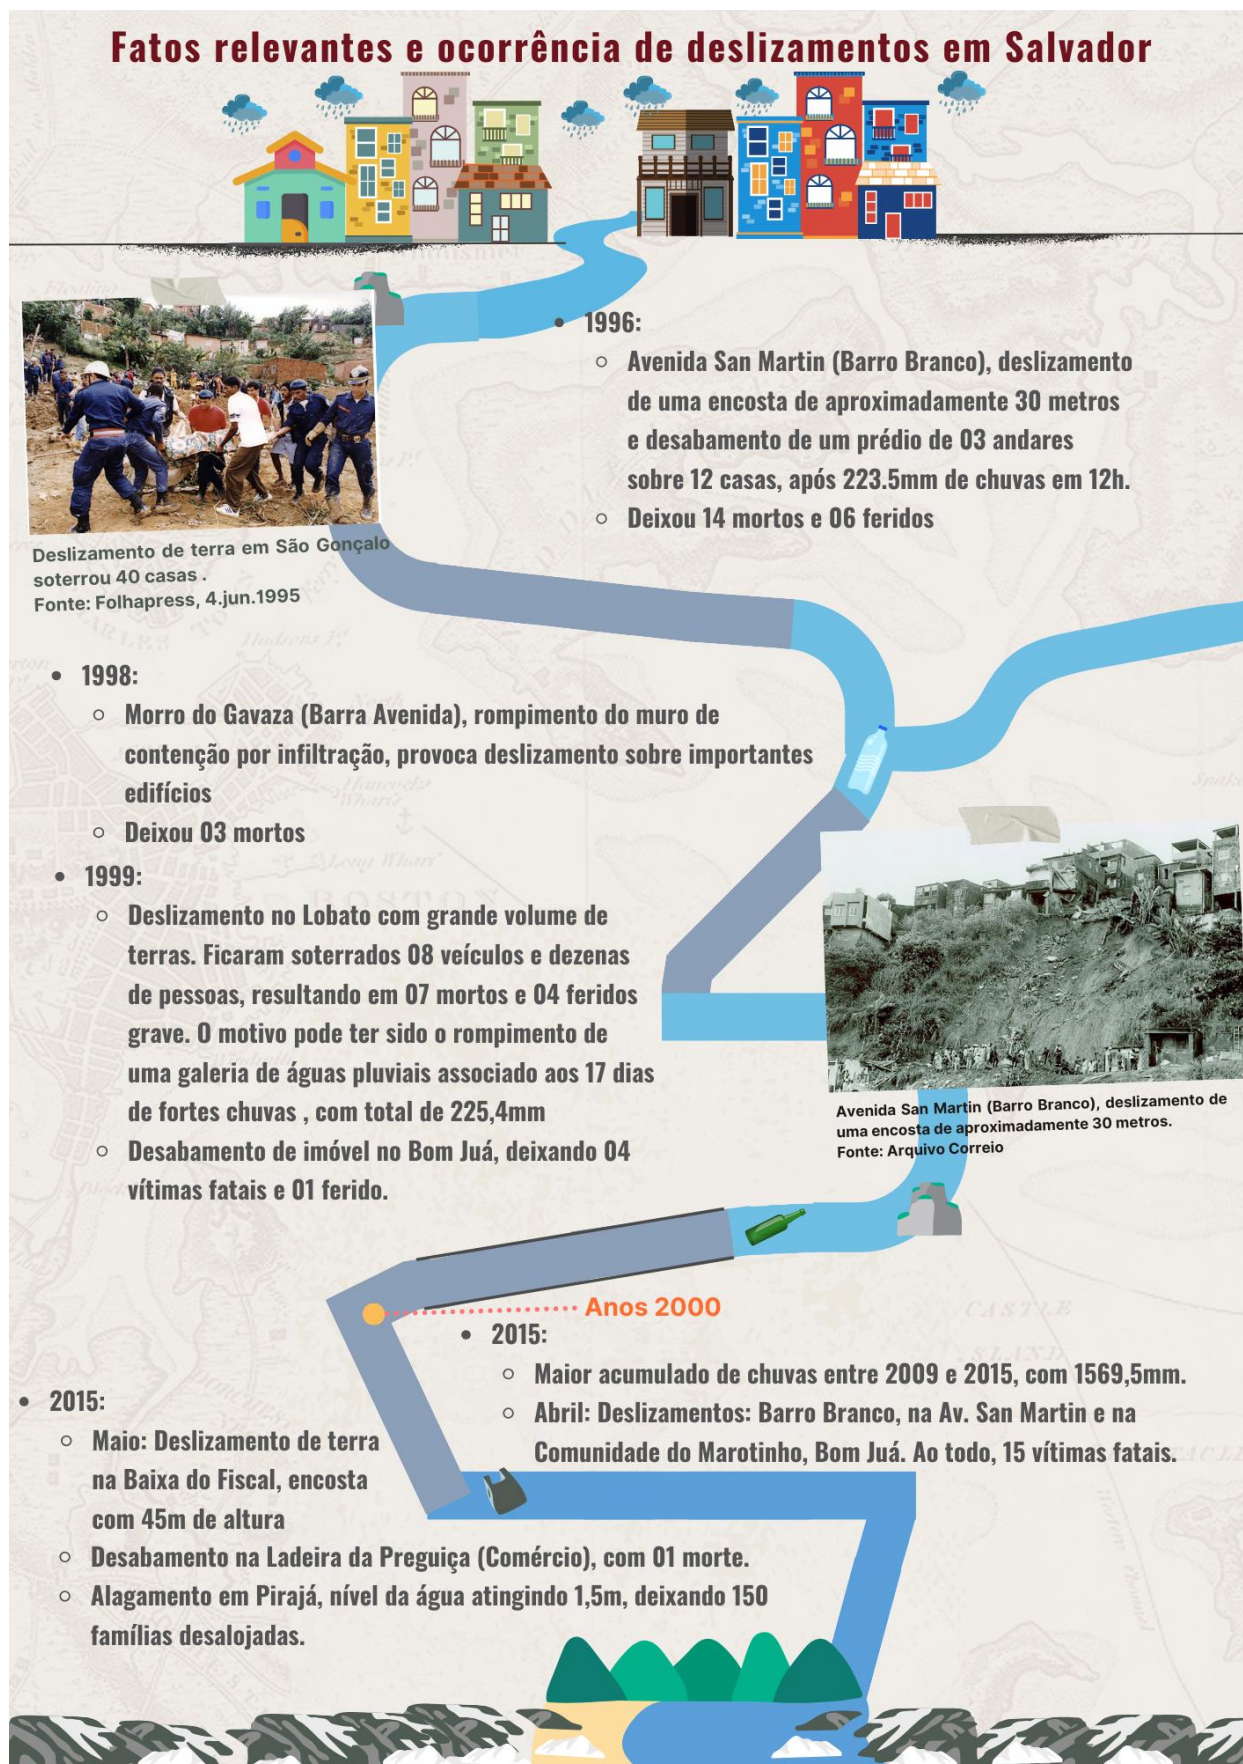 Fatos relevantes e ocorrência de deslizamentos em Salvador
Deslizamento de terra em São Gonçalo
soterrou 40 casas .
Fonte: Folhapress, 4.jun.1995
1996:
Avenida San Martin (Barro Branco), deslizamento
de uma encosta de aproximadamente 30 metros
e desabamento de um prédio de 03 andares
sobre 12 casas, após 223.5mm de chuvas em 12h.
Deixou 14 mortos e 06 feridos
1998:
Morro do Gavaza (Barra Avenida), rompimento do muro de
contenção por infiltração, provoca deslizamento sobre importantes
edifícios
Deixou 03 mortos
1999:
Deslizamento no Lobato com grande volume de
terras. Ficaram soterrados 08 veículos e dezenas
de pessoas, resultando em 07 mortos e 04 feridos
grave. O motivo pode ter sido o rompimento de
uma galeria de águas pluviais associado aos 17 dias
de fortes chuvas , com total de 225,4mm
Desabamento de imóvel no Bom Juá, deixando 04
vítimas fatais e 01 ferido.
Avenida San Martin (Barro Branco), deslizamento de
uma encosta de aproximadamente 30 metros.
Fonte: Arquivo Correio
Anos 2000
2015:
Maior acumulado de chuvas entre 2009 e 2015, com 1569,5mm.
Abril: Deslizamentos: Barro Branco, na Av. San Martin e na
Comunidade do Marotinho, Bom Juá. Ao todo, 15 vítimas fatais.
2015:
Maio: Deslizamento de terra
na Baixa do Fiscal, encosta
com 45m de altura
Desabamento na Ladeira da Preguiça (Comércio), com 01 morte.
Alagamento em Pirajá, nível da água atingindo 1,5m, deixando 150
famílias desalojadas.
BOSTON
Long Wharf
Hancock's
Wharf
CASTLE
ISLAND